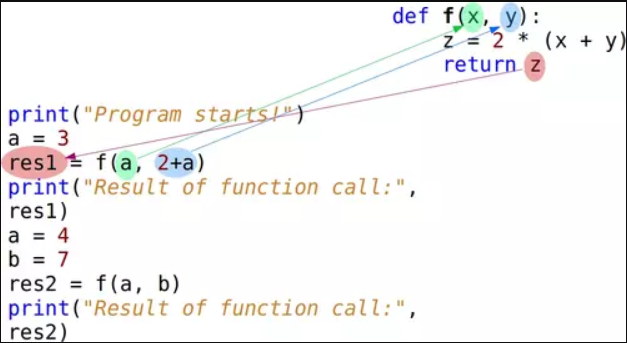 def f(x, y):
z = 2 * (x + y)
return z
print("Program starts!")
a = 3
res1 = f(a, 2+a)
print("Result of function call:",
res1)
a = 4
b = 7
res2 = f(a, b)
print("Result of function call:",
res2)